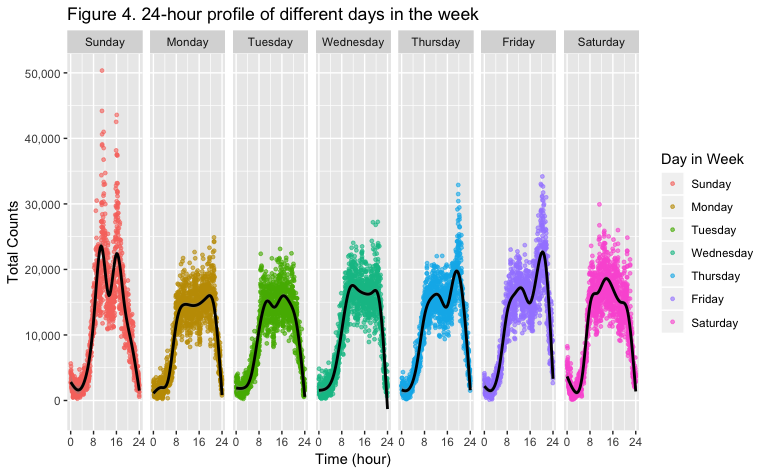 Figure 4. 24-hour profile of different days in the week
Sunday Monday Tuesday Wednesday Thursday Friday Saturday
50,000
40,000
30,000
20,000
10,000
0
Total Counts
0 8 16 24 0 8 16 24 0 8 16 24 0 8 16 24 0 8 16 24 0 8 16 24 0 8 16 24
Time (hour)
Day in Week
Sunday
Monday
Tuesday
Wednesday
Thursday
Friday
Saturday